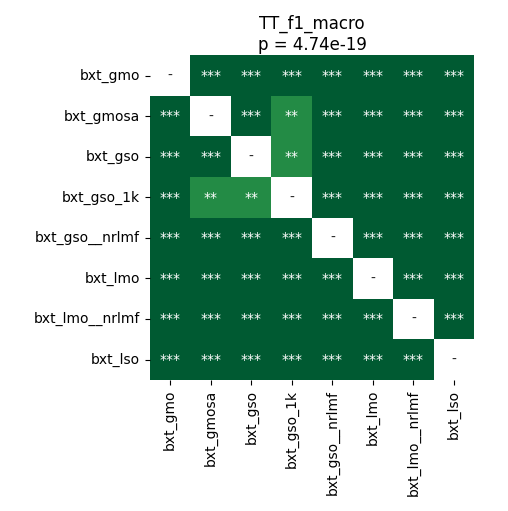 TT_f1_macro
p = 4.74e-19
bxt_gmo - *** *** *** *** *** *** ***
bxt_gmosa *** - *** ** *** *** *** ***
bxt_gso *** *** - ** *** *** *** ***
bxt_gso_1k *** ** ** - *** *** *** ***
bxt_gso__nrlmf *** *** *** *** - *** *** ***
bxt_lmo *** *** *** *** *** - *** ***
bxt_lmo__nrlmf *** *** *** *** *** *** - ***
bxt_lso *** *** *** *** *** *** *** -
bxt_gmo
bxt_gmosa
bxt_gso
bxt_gso_1k
bxt_gso__nrlmf
bxt_lmo
bxt_lmo__nrlmf
bxt_lso